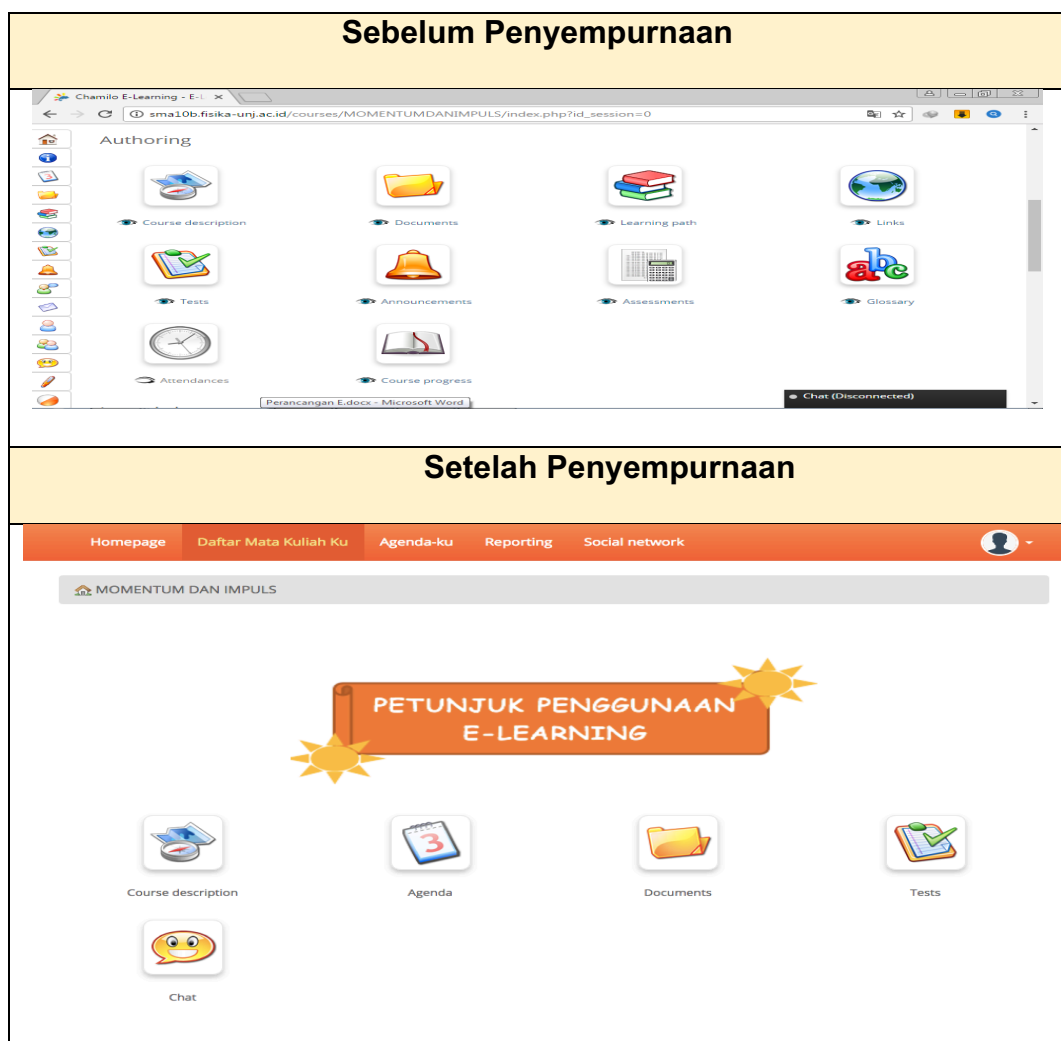 Sebelum Penyempurnaan
Chamilo E-Learning - E-L
sma10b.fisika-unj.ac.id/courses/MOMENTUMDANIMPULS/index.php?id_session=0
Authoring
Course description Documents Learning path Links
Tests Announcements Assessments Glossary
abc
Attendances Course progress
Perancangan E.docx - Microsoft Word
Chat (Disconnected)
Setelah Penyempurnaan
Homepage Daftar Mata Kuliah Ku Agenda-ku Reporting Social network
MOMENTUM DAN IMPULS
PETUNJUK PENGGUNAAN
E-LEARNING
3
Course description Agenda Documents Tests
Chat